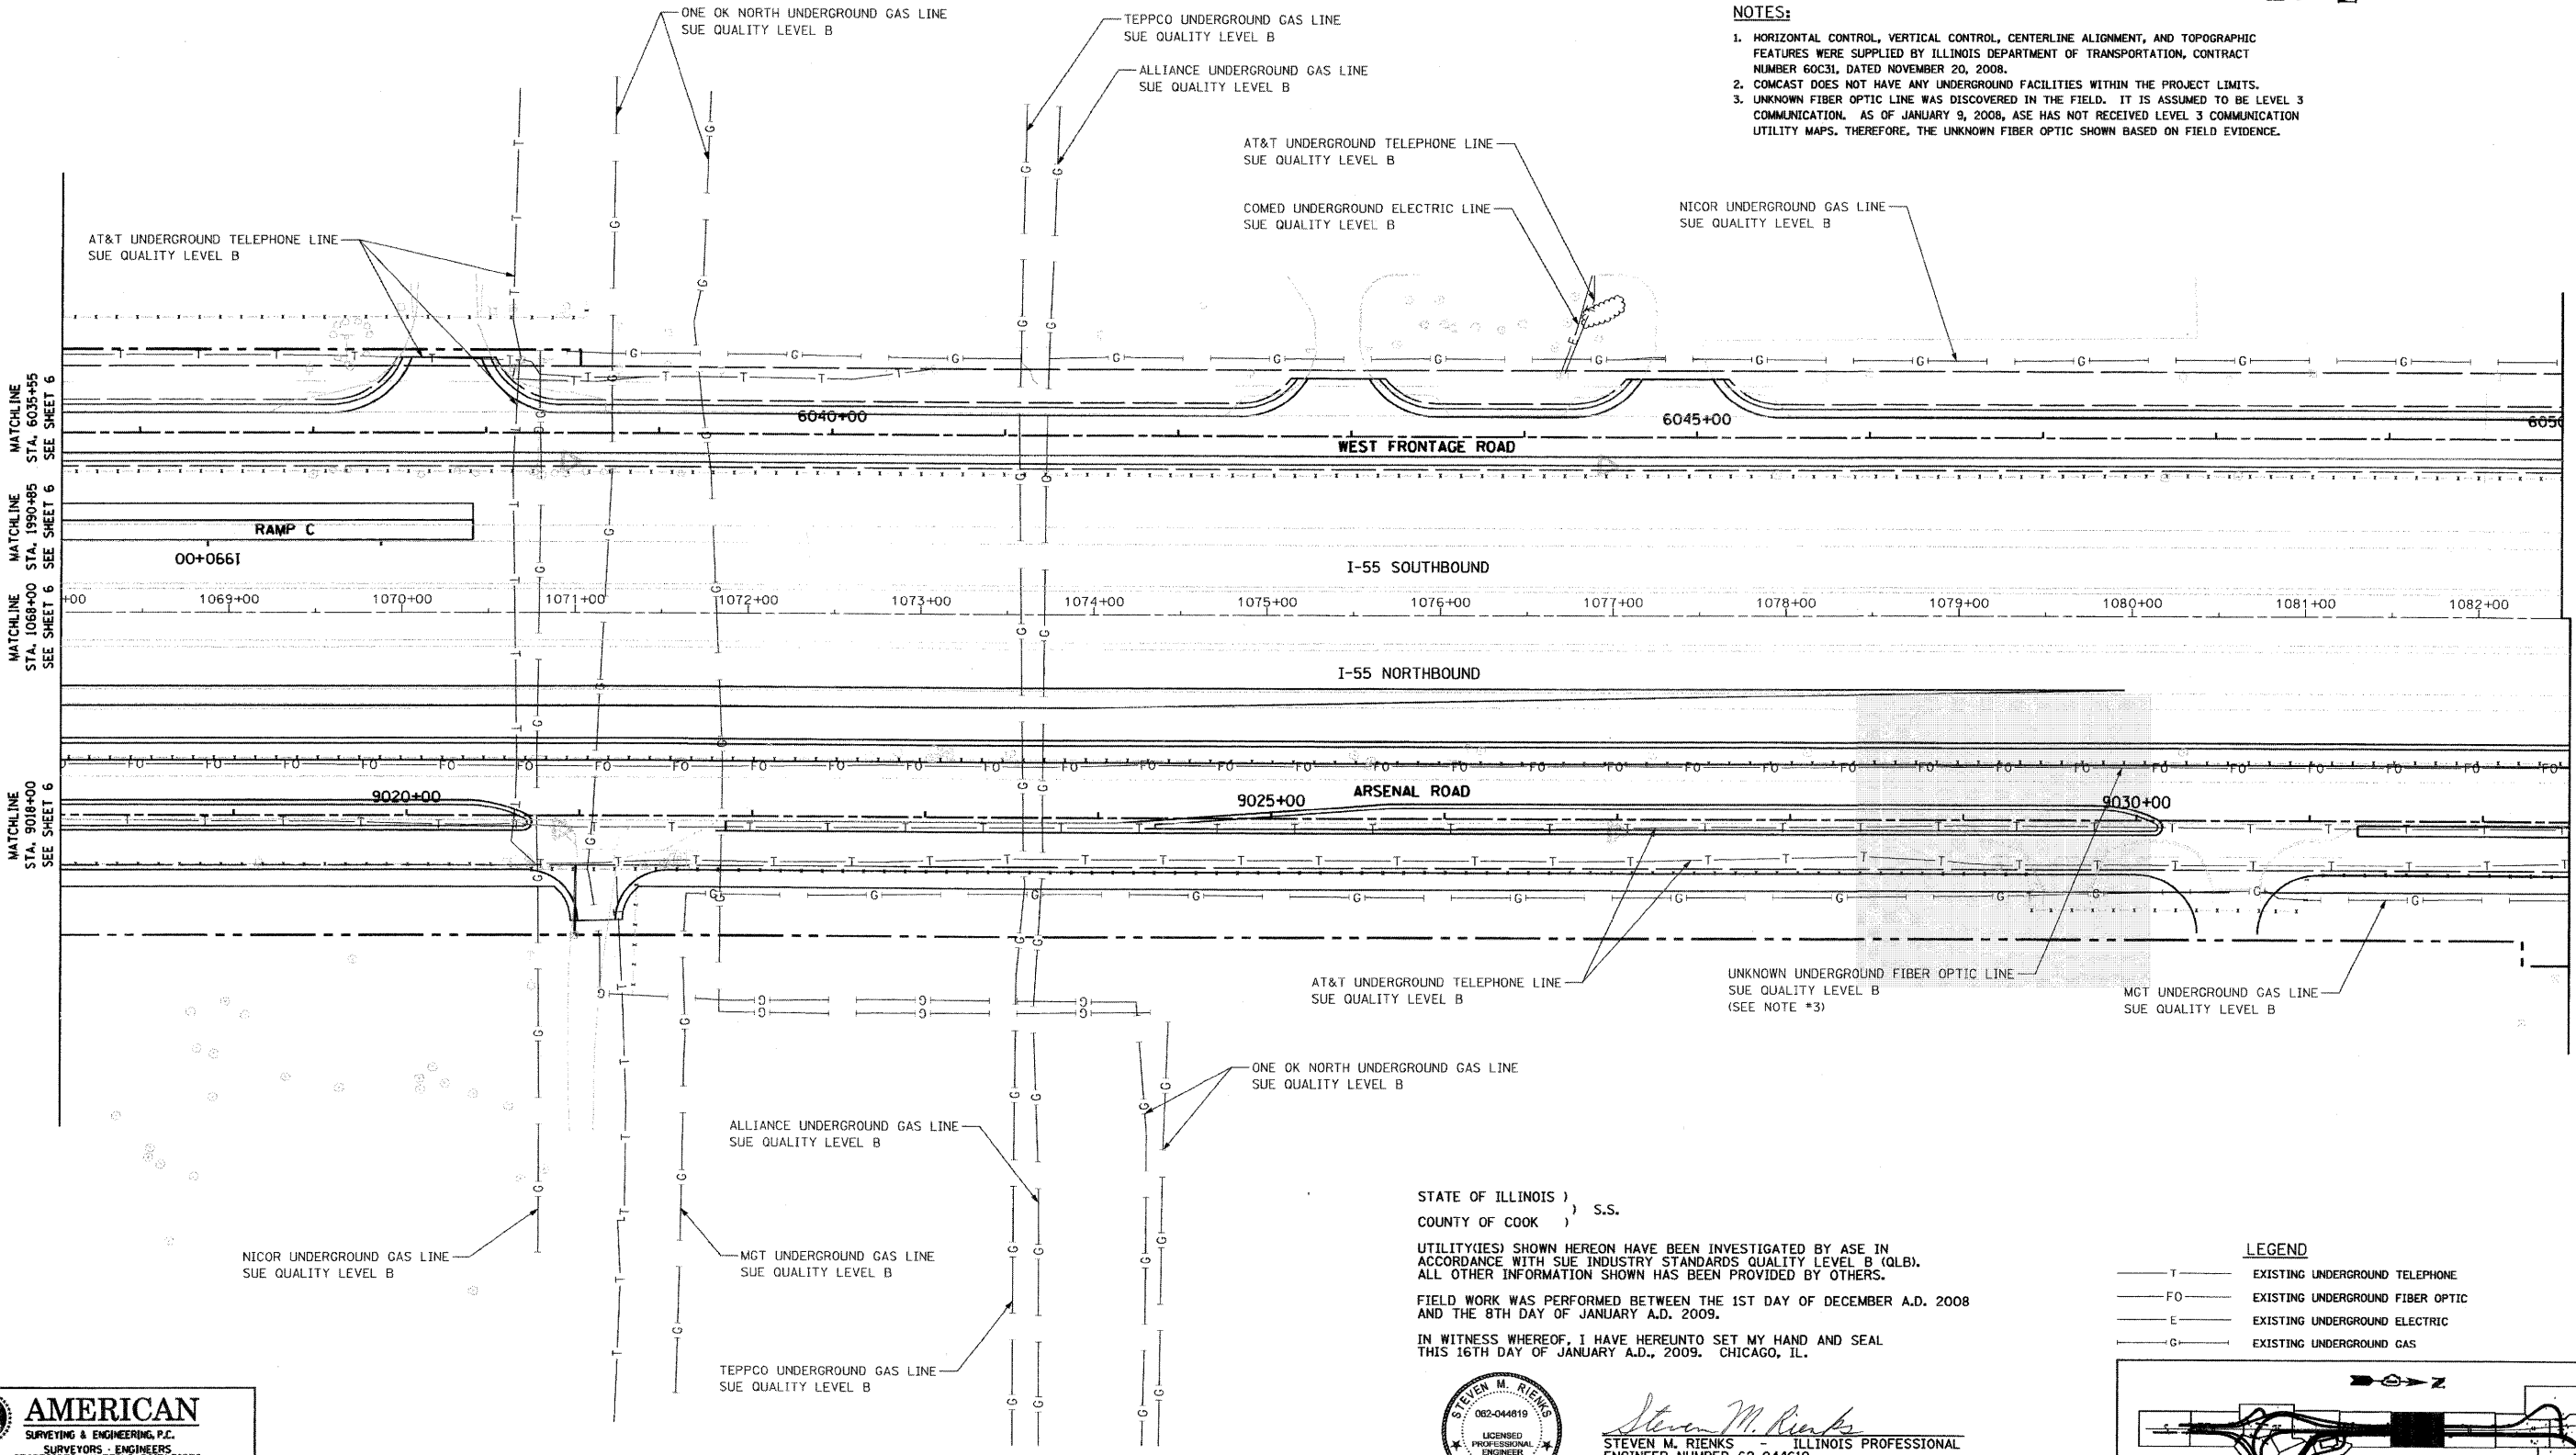 ONE OK NORTH UNDERGROUND GAS LINE
SUE QUALITY LEVEL B
TEPPCO UNDERGROUND GAS LINE
SUE QUALITY LEVEL B
ALLIANCE UNDERGROUND GAS LINE
SUE QUALITY LEVEL B
NOTES:
1. HORIZONTAL CONTROL, VERTICAL CONTROL, CENTERLINE ALIGNMENT, AND TOPOGRAPHIC
FEATURES WERE SUPPLIED BY ILLINOIS DEPARTMENT OF TRANSPORTATION, CONTRACT
NUMBER 60C31, DATED NOVEMBER 20, 2008.
2. COMCAST DOES NOT HAVE ANY UNDERGROUND FACILITIES WITHIN THE PROJECT LIMITS.
3. UNKNOWN FIBER OPTIC LINE WAS DISCOVERED IN THE FIELD. IT IS ASSUMED TO BE LEVEL 3
COMMUNICATION. AS OF JANUARY 9, 2008, ASE HAS NOT RECEIVED LEVEL 3 COMMUNICATION
UTILITY MAPS. THEREFORE, THE UNKNOWN FIBER OPTIC SHOWN BASED ON FIELD EVIDENCE.
AT&T UNDERGROUND TELEPHONE LINE
SUE QUALITY LEVEL B
COMED UNDERGROUND ELECTRIC LINE
SUE QUALITY LEVEL B
NICOR UNDERGROUND GAS LINE
SUE QUALITY LEVEL B
AT&T UNDERGROUND TELEPHONE LINE
SUE QUALITY LEVEL B
MATCHLINE
STA. 6035+55
SEE SHEET 6
6040+00
6045+00
6050
WEST FRONTAGE ROAD
MATCHLINE
STA. 1990+85
SEE SHEET 6
RAMP C
1990+00
I-55 SOUTHBOUND
MATCHLINE
STA. 1068+00
SEE SHEET 6
+00 1069+00 1070+00 1071+00 1072+00 1073+00 1074+00 1075+00 1076+00 1077+00 1078+00 1079+00 1080+00 1081+00 1082+00
I-55 NORTHBOUND
MATCHLINE
STA. 9018+00
SEE SHEET 6
9020+00
9025+00
ARSENAL ROAD
9030+00
AT&T UNDERGROUND TELEPHONE LINE
SUE QUALITY LEVEL B
UNKNOWN UNDERGROUND FIBER OPTIC LINE
SUE QUALITY LEVEL B
(SEE NOTE #3)
MGT UNDERGROUND GAS LINE
SUE QUALITY LEVEL B
ONE OK NORTH UNDERGROUND GAS LINE
SUE QUALITY LEVEL B
ALLIANCE UNDERGROUND GAS LINE
SUE QUALITY LEVEL B
NICOR UNDERGROUND GAS LINE
SUE QUALITY LEVEL B
MGT UNDERGROUND GAS LINE
SUE QUALITY LEVEL B
TEPPCO UNDERGROUND GAS LINE
SUE QUALITY LEVEL B
STATE OF ILLINOIS )
) S.S.
COUNTY OF COOK )
UTILITY(IES) SHOWN HEREON HAVE BEEN INVESTIGATED BY ASE IN
ACCORDANCE WITH SUE INDUSTRY STANDARDS QUALITY LEVEL B (QLB).
ALL OTHER INFORMATION SHOWN HAS BEEN PROVIDED BY OTHERS.
FIELD WORK WAS PERFORMED BETWEEN THE 1ST DAY OF DECEMBER A.D. 2008
AND THE 8TH DAY OF JANUARY A.D. 2009.
IN WITNESS WHEREOF, I HAVE HEREUNTO SET MY HAND AND SEAL
THIS 16TH DAY OF JANUARY A.D., 2009. CHICAGO, IL.
STEVEN M. RIENKS
062-044619
LICENSED
PROFESSIONAL
ENGINEER
Steven M. Rienks
STEVEN M. RIENKS - ILLINOIS PROFESSIONAL
ENGINEER NUMBER 62-044619
LEGEND
T EXISTING UNDERGROUND TELEPHONE
FO EXISTING UNDERGROUND FIBER OPTIC
E EXISTING UNDERGROUND ELECTRIC
G EXISTING UNDERGROUND GAS
AMERICAN
SURVEYING & ENGINEERING, P.C.
SURVEYORS - ENGINEERS